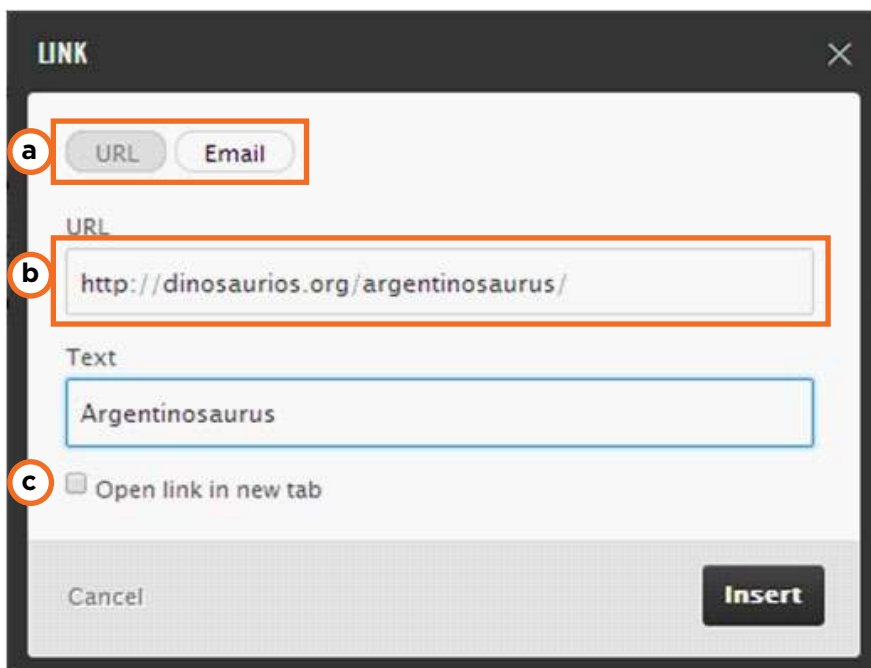 LINK
a URL Email
URL
b http://dinosaurios.org/argentinosaurus/
Text
Argentinosaurus
c Open link in new tab
Cancel Insert